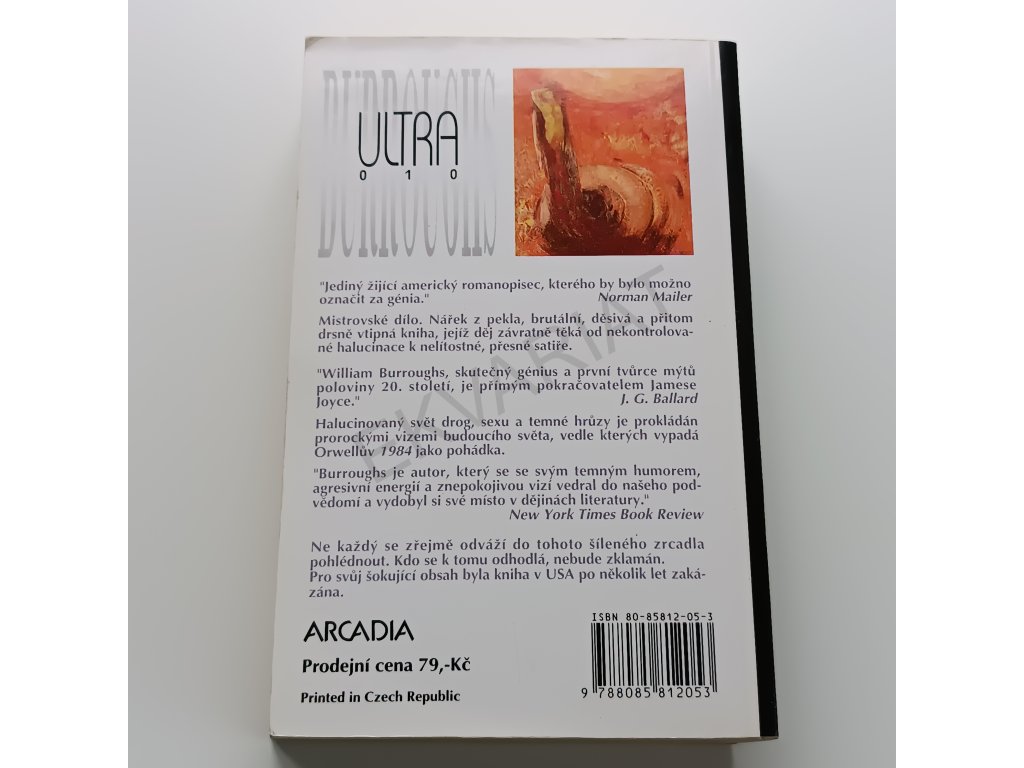 BURROUGHS
ULTRA
010
BURROUGHS
"Jediný žijící americký romanopisec, kterého by bylo možno
označit za génia." Norman Mailer
Mistrovské dílo. Nářek z pekla, brutální, děsivá a přitom
drsně vtipná kniha, jejíž děj závratně těká od nekontrolova-
né halucinace k nelítostné, přesné satiře.
"William Burroughs, skutečný génius a první tvůrce mýtů
poloviny 20. století, je přímým pokračovatelem Jamese
Joyce." J. G. Ballard
Halucinovaný svět drog, sexu a temné hrůzy je prokládán
prorockými vizemi budoucího světa, vedle kterých vypadá
Orwellův 1984 jako pohádka.
"Burroughs je autor, který se se svým temným humorem,
agresivní energií a znepokojivou vizí vedral do našeho pod-
vědomí a vydobyl si své místo v dějinách literatury."
New York Times Book Review
Ne každý se zřejmě odváží do tohoto šíleného zrcadla
pohlédnout. Kdo se k tomu odhodlá, nebude zklamán.
Pro svůj šokující obsah byla kniha v USA po několik let zaká-
zána.
ARCADIA
Prodejní cena 79,-Kč
Printed in Czech Republic
ISBN 80-85812-05-3
9 788085 812053
EKVARIAT